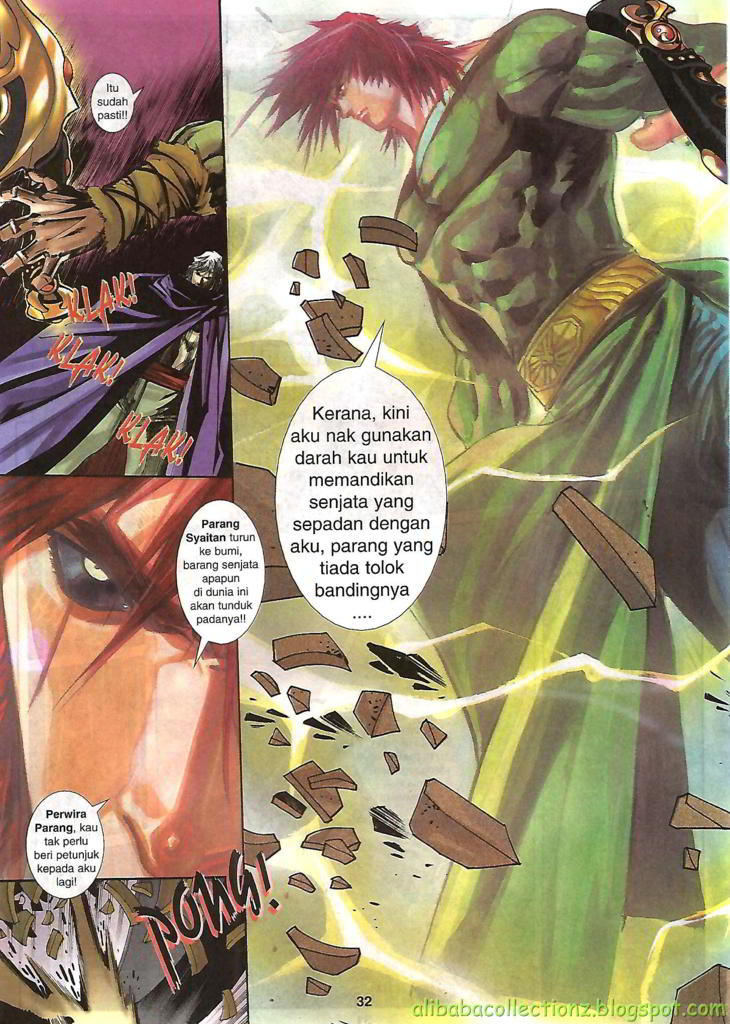 Itu
sudah
pasti!!
KLAK!
KLAK!
KLAK!
Parang
Syaitan turun
ke bumi,
barang senjata
apapun
di dunia ini
akan tunduk
padanya!!
Perwira
Parang, kau
tak perlu
beri petunjuk
kepada aku
lagi!
PONG!
Kerana, kini
aku nak gunakan
darah kau untuk
memandikan
senjata yang
sepadan dengan
aku, parang yang
tiada tolok
bandingnya
....
32
alibabacollectionz.blogspot.com